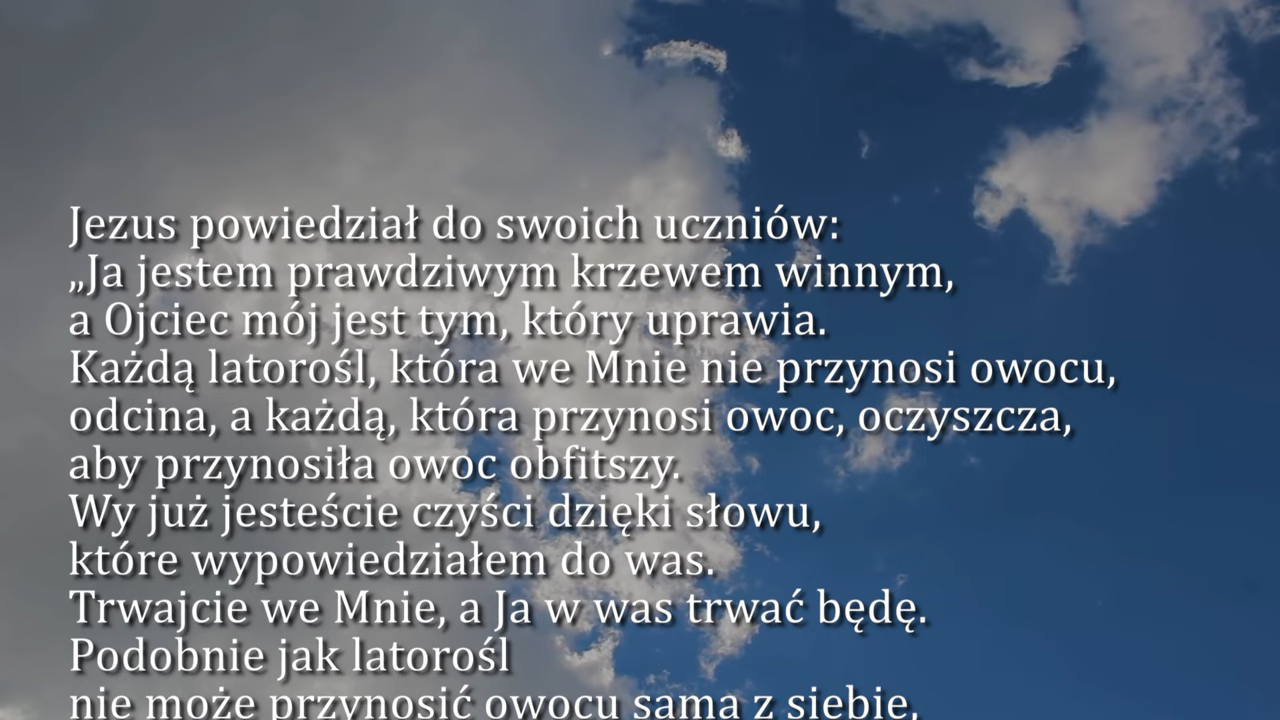 Jezus powiedział do swoich uczniów:
„Ja jestem prawdziwym krzewem winnym,
a Ojciec mój jest tym, który uprawia.
Każdą latorośl, która we Mnie nie przynosi owocu,
odcina, a każdą, która przynosi owoc, oczyszcza,
aby przynosiła owoc obfitszy.
Wy już jesteście czyści dzięki słowu,
które wypowiedziałem do was.
Trwajcie we Mnie, a Ja w was trwać będę.
Podobnie jak latorośl
nie może przynosić owocu sama z siebie,